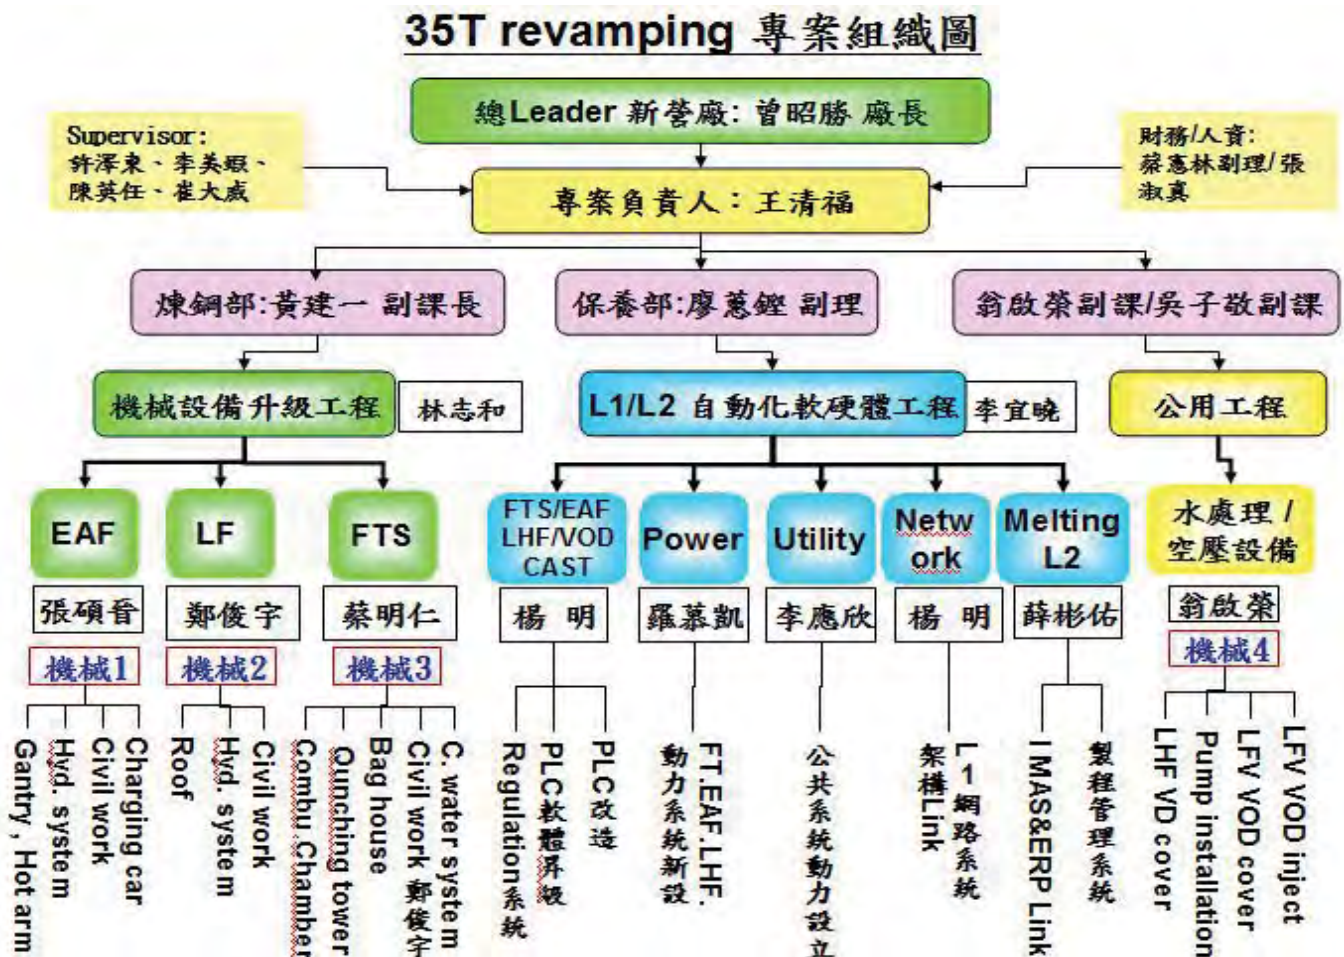 35T revamping 專案組織圖
總Leader 新營廠: 曾昭勝 廠長
Supervisor:
許澤東、李美暇、
陳英任、崔大威
財務/人資:
蔡憲林副理/張
淑真
專案負責人：王清福
煉鋼部:黃建一 副課長
保養部:廖蔥鏗 副理
翁啟榮副課/吳子敬副課
機械設備升級工程
林志和
L1/L2 自動化軟硬體工程
李宜曉
公用工程
EAF
LF
FTS
FTS/EAF
LHF/VOD
CAST
Power
Utility
Netw
ork
Melting
L2
水處理 /
空壓設備
張碩晉
鄭俊宇
蔡明仁
楊 明
羅慕凱
李應欣
楊 明
薛彬佑
翁啟榮
機械1
機械2
機械3
機械4
Gantry , Hot arm
Hyd. system
Civil work
Charging car
Roof
Hyd. system
Civil work
Combu Chamber
Qunching tower
Bag house
Civil work 鄭俊宇
C. water system
Regulation系統
PLC軟體昇級
PLC改造
FT.EAF.LHF.
動力系統新設
公共系統動力設立
L1網路系統
架構Link
I MAS&ERP Link
製程管理系統
LHF VD cover
Pump installation
LFV VOD cover
LFV VOD inject